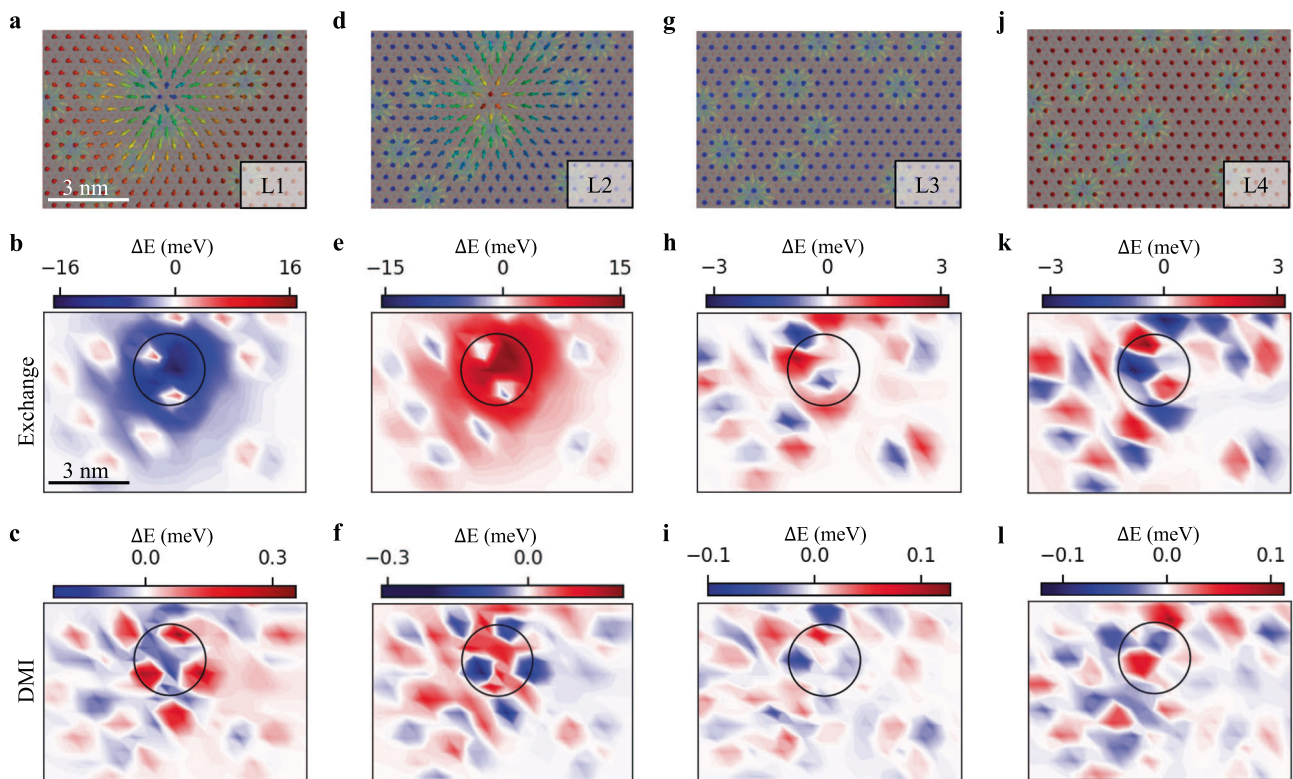 a d g j
3 nm L1 L2 L3 L4
b ΔE (meV) e ΔE (meV) h ΔE (meV) k ΔE (meV)
−16 0 16 −15 0 15 −3 0 3 −3 0 3
Exchange
3 nm
c ΔE (meV) f ΔE (meV) i ΔE (meV) l ΔE (meV)
0.0 0.3 −0.3 0.0 −0.1 0.0 0.1 −0.1 0.0 0.1
DMI